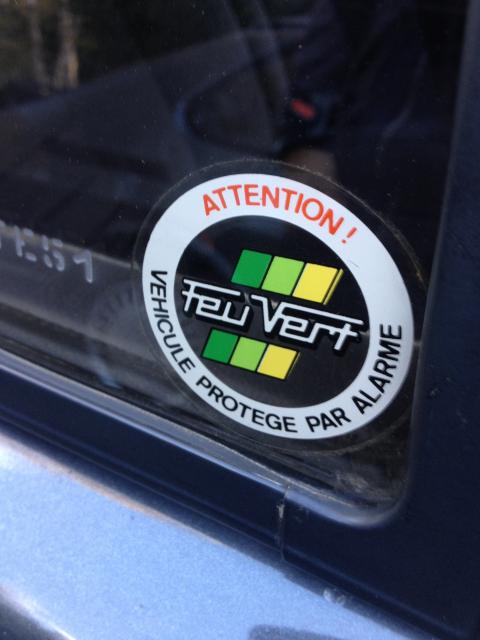 ATTENTION !
Feu Vert
VEHICULE PROTEGE PAR ALARME